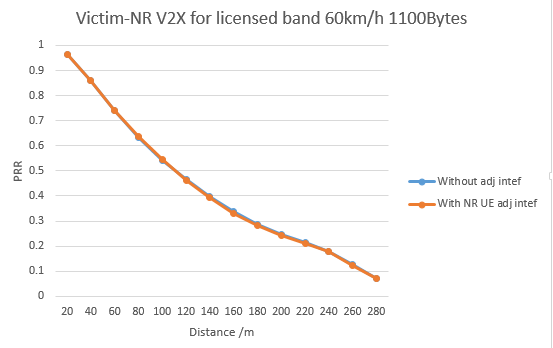 Victim-NR V2X for licensed band 60km/h 1100Bytes
1
0.9
0.8
0.7
0.6
0.5
0.4
0.3
0.2
0.1
0
PRR
20 40 60 80 100 120 140 160 180 200 220 240 260 280
Distance /m
Without adj intef
With NR UE adj intef